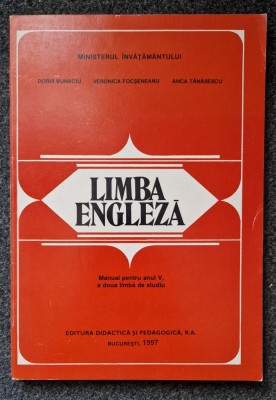 MINISTERUL ÎNVĂȚĂMÂNTULUI
DORIS BUNACIU VERONICA FOCȘENEANU ANCA TĂNĂSESCU
LIMBA
ENGLEZĂ
Manual pentru anul V,
a doua limbă de studiu
EDITURA DIDACTICĂ ȘI PEDAGOGICĂ, R.A.
BUCUREȘTI, 1997